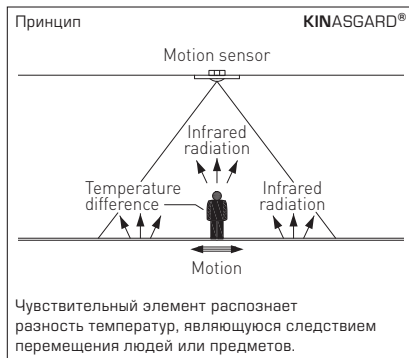 Принцип KINASGARD®
Motion sensor
Infrared
radiation
Temperature
difference
Infrared
radiation
Motion
Чувствительный элемент распознает
разность температур, являющуюся следствием
перемещения людей или предметов.